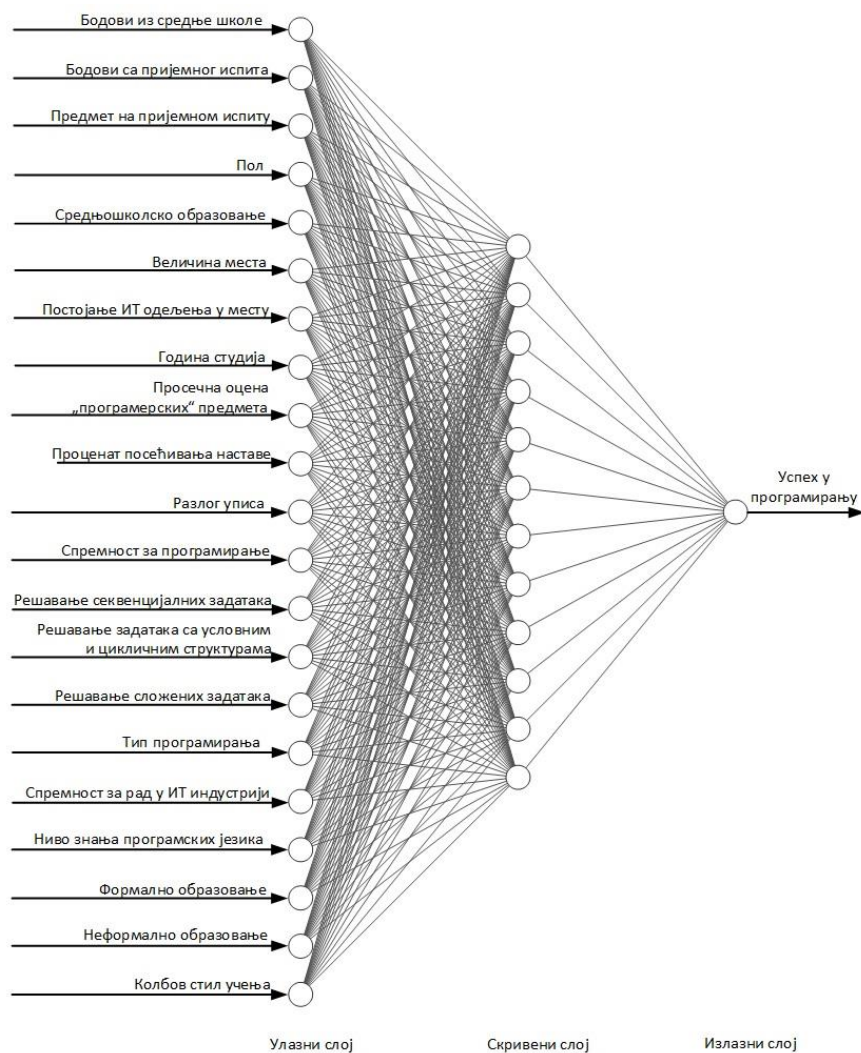 Бодови из средње школе
Бодови са пријемног испита
Предмет на пријемном испиту
Пол
Средњошколско образовање
Величина места
Постојање ИТ одељења у месту
Година студија
Просечна оцена
„програмерских“ предмета
Проценат посећивања наставе
Разлог уписа
Спремност за програмирање
Решавање секвенцијалних задатака
Решавање задатака са условним
и цикличним структурама
Решавање сложених задатака
Тип програмирања
Спремност за рад у ИТ индустрији
Ниво знања програмских језика
Формално образовање
Неформално образовање
Колбов стил учења
Успех у
програмирању
Улазни слој
Скривени слој
Излазни слој